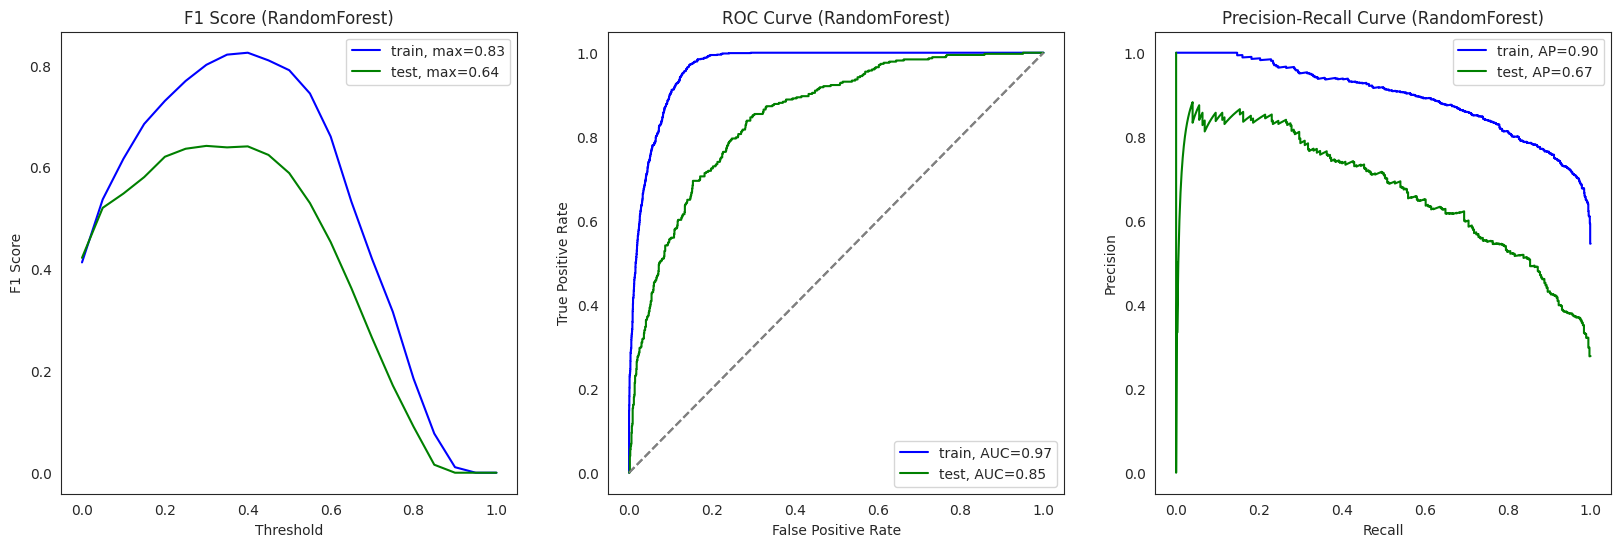 F1 Score (RandomForest)
train, max=0.83
test, max=0.64
F1 Score
0.8
0.6
0.4
0.2
0.0
0.0 0.2 0.4 0.6 0.8 1.0
Threshold
ROC Curve (RandomForest)
True Positive Rate
1.0
0.8
0.6
0.4
0.2
0.0
train, AUC=0.97
test, AUC=0.85
0.0 0.2 0.4 0.6 0.8 1.0
False Positive Rate
Precision-Recall Curve (RandomForest)
train, AP=0.90
test, AP=0.67
Precision
1.0
0.8
0.6
0.4
0.2
0.0
0.0 0.2 0.4 0.6 0.8 1.0
Recall